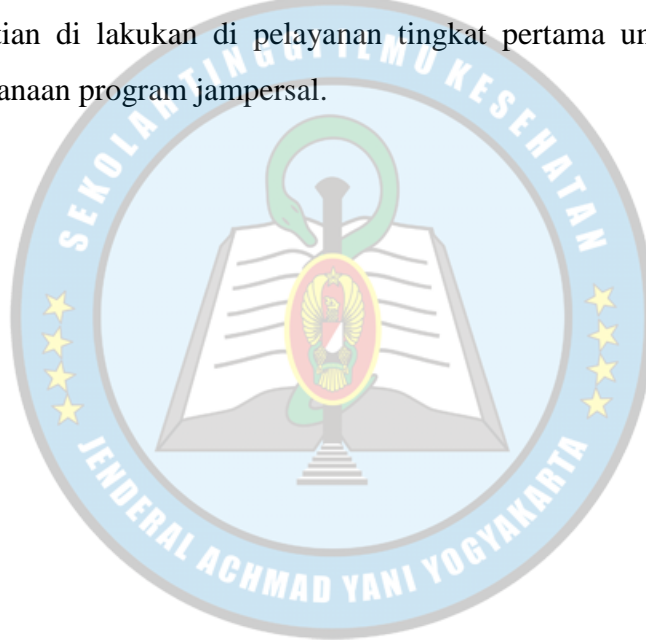 tian di lakukan di pelayanan tingkat pertama un
anaan program jampersal.
SEKOLAH TINGGI ILMU KESEHATAN
JENDERAL ACHMAD YANI YOGYAKARTA